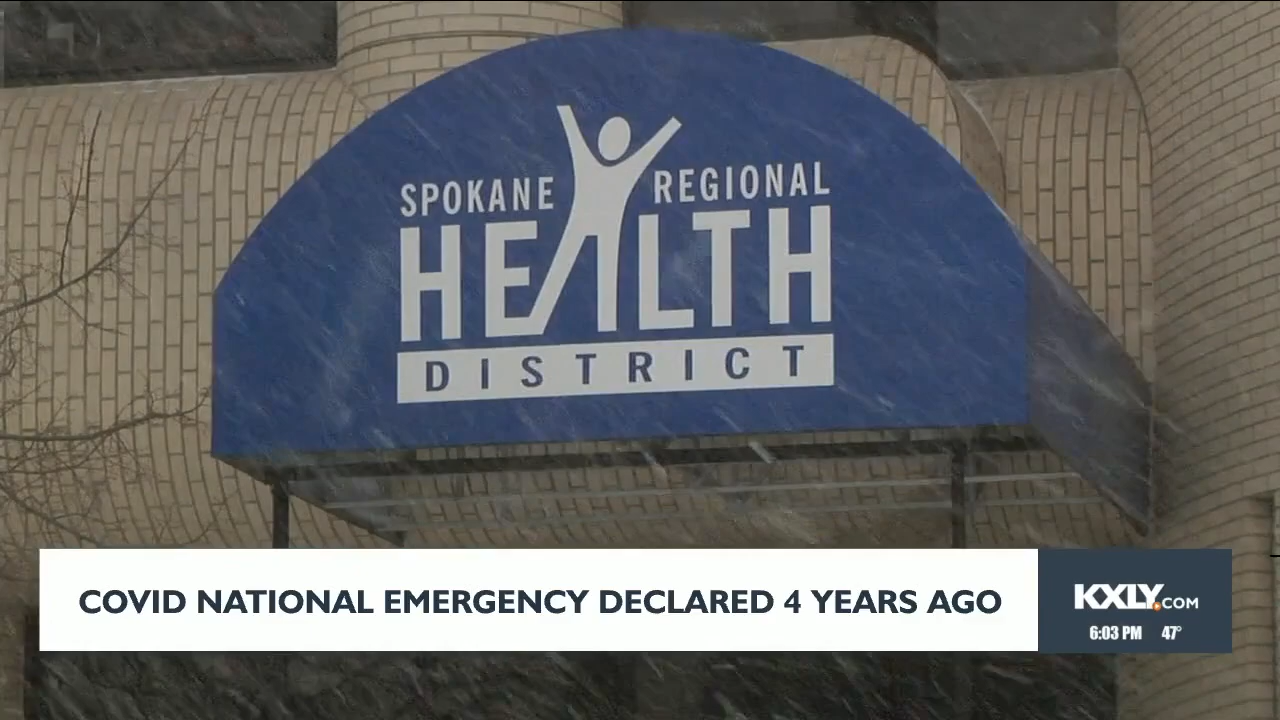 SPOKANE REGIONAL
HEALTH
DISTRICT
COVID NATIONAL EMERGENCY DECLARED 4 YEARS AGO
KXLY.COM
6:03 PM 47°